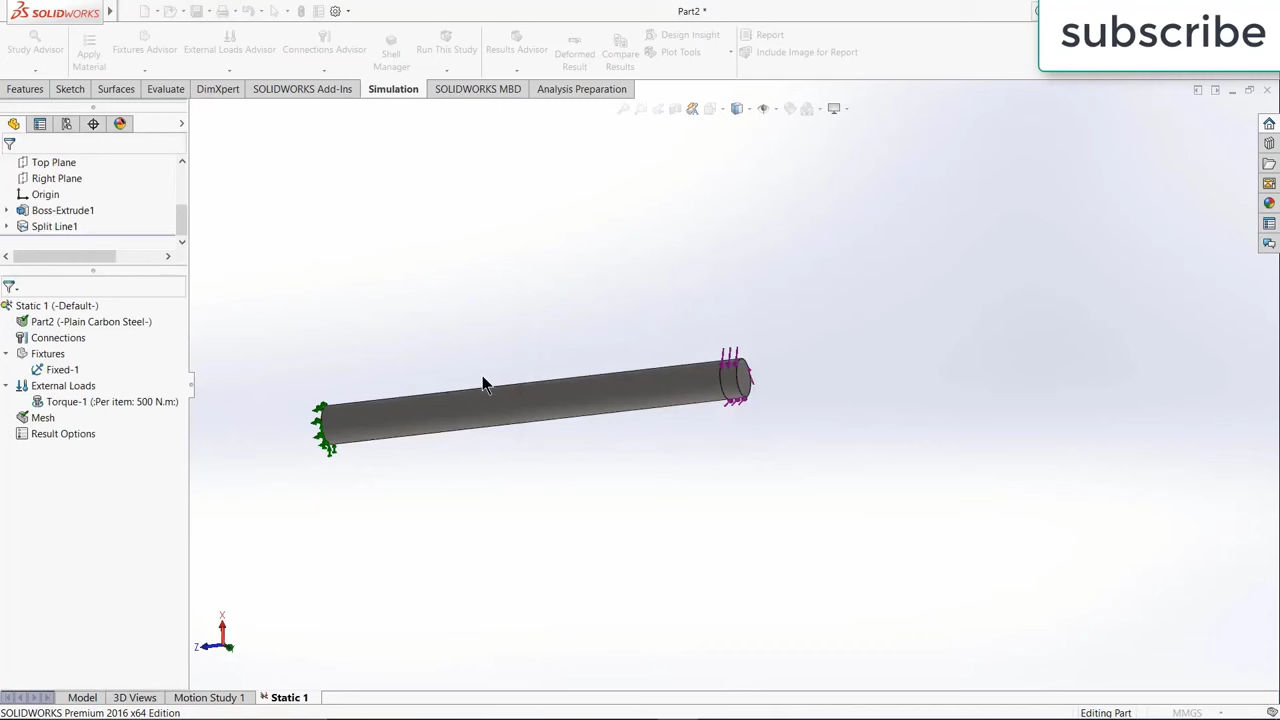 SOLIDWORKS
Part2 *
subscribe
Study Advisor
Apply Material
Fixtures Advisor
External Loads Advisor
Connections Advisor
Shell Manager
Run This Study
Results Advisor
Deformed Result
Compare Results
Design Insight
Plot Tools
Report
Include Image for Report
Features
Sketch
Surfaces
Evaluate
DimXpert
SOLIDWORKS Add-Ins
Simulation
SOLIDWORKS MBD
Analysis Preparation
Top Plane
Right Plane
Origin
Boss-Extrude1
Split Line1
Static 1 (-Default-)
Part2 (-Plain Carbon Steel-)
Connections
Fixtures
Fixed-1
External Loads
Torque-1 (:Per item: 500 N.m:)
Mesh
Result Options
X
Z
Model
3D Views
Motion Study 1
Static 1
SOLIDWORKS Premium 2016 x64 Edition
Editing Part
MMGS